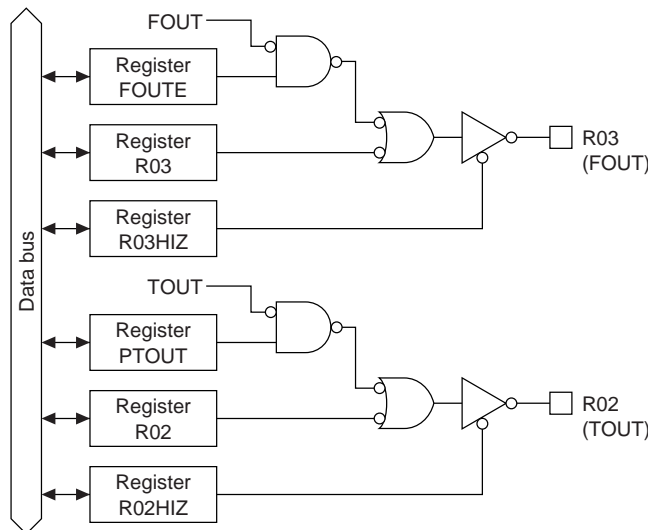 FOUT
Register
FOUTE
Register
R03
R03
(FOUT)
Register
R03HIZ
Data bus
TOUT
Register
PTOUT
Register
R02
R02
(TOUT)
Register
R02HIZ